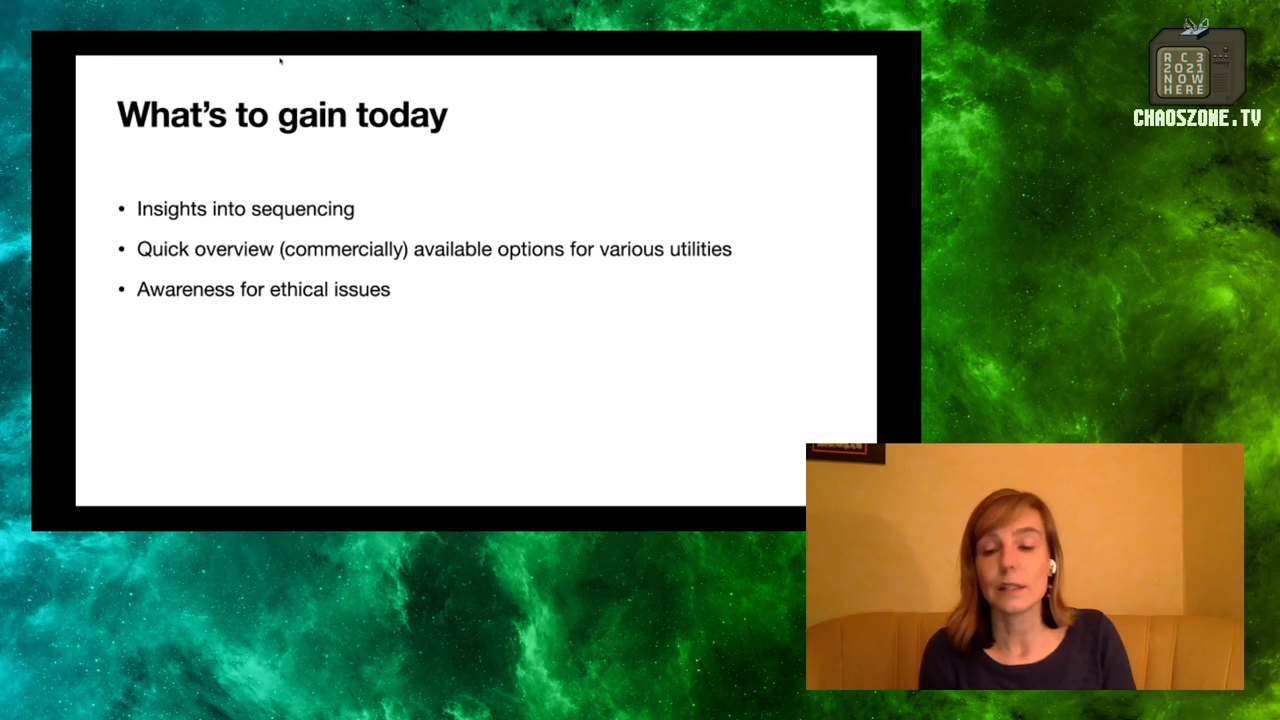 What's to gain today
• Insights into sequencing
• Quick overview (commercially) available options for various utilities
• Awareness for ethical issues
R C 3
2021
NOW
HERE
CHAOSZONE.TV